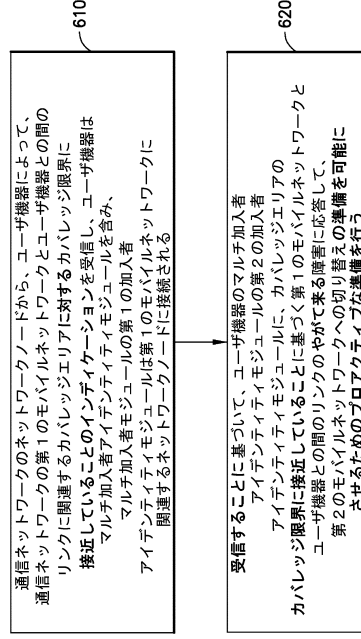 通信ネットワークのネットワークノードから、ユーザ機器によって、
通信ネットワークの第1のモバイルネットワークとユーザ機器との間の
リンクに関連するカバレッジエリアに対するカバレッジ限界に
接近していることのインディケーションを受信し、ユーザ機器は
マルチ加入者アイデンティティモジュールを含み、
マルチ加入者モジュールの第1の加入者
アイデンティティモジュールは第1のモバイルネットワークに
関連するネットワークノードに接続される
610
受信することに基づいて、ユーザ機器のマルチ加入者
アイデンティティモジュールの第2の加入者
アイデンティティモジュールに、カバレッジエリアの
カバレッジ限界に接近していることに基づく第1のモバイルネットワークと
ユーザ機器との間のリンクのやがて来る障害に応答して、
第2のモバイルネットワークへの切り替えの準備を可能に
させるためのプロアクティブな準備を行う
620